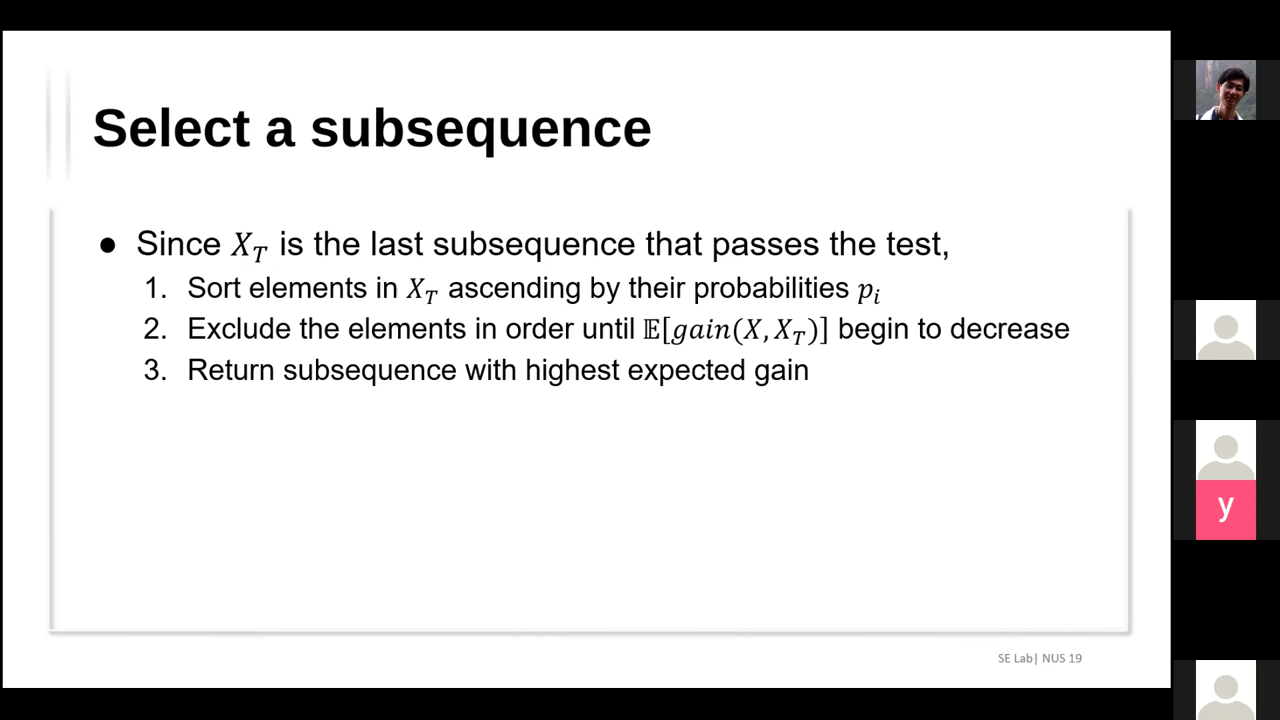 Select a subsequence
● Since X_T is the last subsequence that passes the test,
1. Sort elements in X_T ascending by their probabilities p_i
2. Exclude the elements in order until 𝔼[gain(X, X_T)] begin to decrease
3. Return subsequence with highest expected gain
y
SE Lab| NUS 19